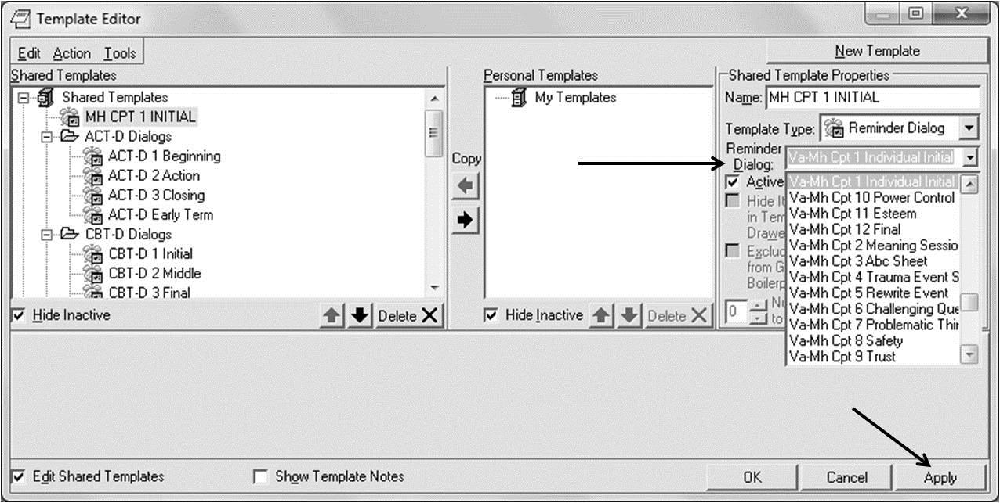 Template Editor
Edit Action Tools
New Template
Shared Templates
Shared Templates
MH CPT 1 INITIAL
ACT-D Dialogs
ACT-D 1 Beginning
ACT-D 2 Action
ACT-D 3 Closing
ACT-D Early Term
CBT-D Dialogs
CBT-D 1 Initial
CBT-D 2 Middle
CBT-D 3 Final
Hide Inactive
Delete
Copy
Personal Templates
My Templates
Hide Inactive
Delete
Shared Template Properties
Name: MH CPT 1 INITIAL
Template Type: Reminder Dialog
Reminder
Dialog: Va-Mh Cpt 1 Individual Initial
Active
Hide It
in Tem
Drawe
Exclud
from G
Boilerp
0 Nu
to
Va-Mh Cpt 1 Individual Initial
Va-Mh Cpt 10 Power Control
Va-Mh Cpt 11 Esteem
Va-Mh Cpt 12 Final
Va-Mh Cpt 2 Meaning Sessio
Va-Mh Cpt 3 Abc Sheet
Va-Mh Cpt 4 Trauma Event S
Va-Mh Cpt 5 Rewrite Event
Va-Mh Cpt 6 Challenging Que
Va-Mh Cpt 7 Problematic Thin
Va-Mh Cpt 8 Safety
Va-Mh Cpt 9 Trust
Edit Shared Templates
Show Template Notes
OK
Cancel
Apply